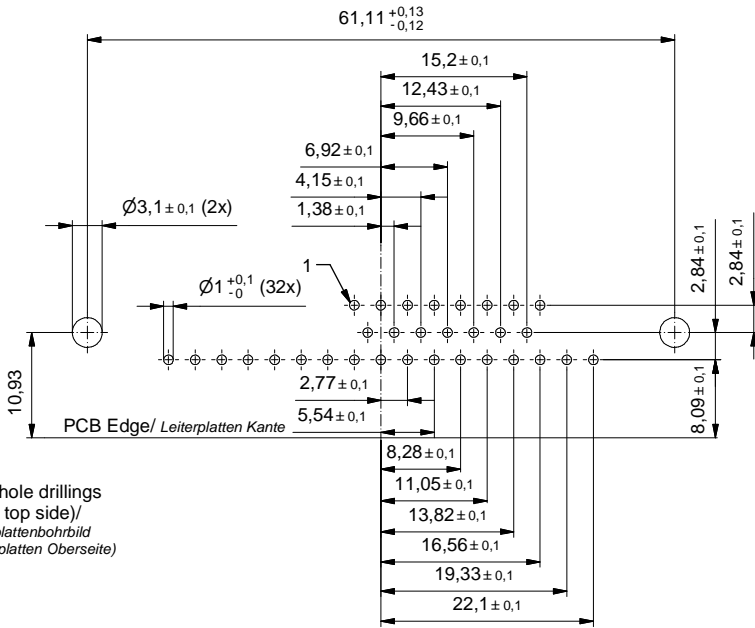 61,11 +0,13 -0,12
15,2 ± 0,1
12,43 ± 0,1
9,66 ± 0,1
6,92 ± 0,1
4,15 ± 0,1
1,38 ± 0,1
Ø3,1 ± 0,1 (2x)
2,84 ± 0,1
2,84 ± 0,1
1
Ø1 +0,1 -0 (32x)
10,93
2,77 ± 0,1
8,09 ± 0,1
5,54 ± 0,1
PCB Edge/ Leiterplatten Kante
8,28 ± 0,1
11,05 ± 0,1
13,82 ± 0,1
16,56 ± 0,1
19,33 ± 0,1
22,1 ± 0,1
hole drillings
top side)/
plattenbohrbild
platten Oberseite)